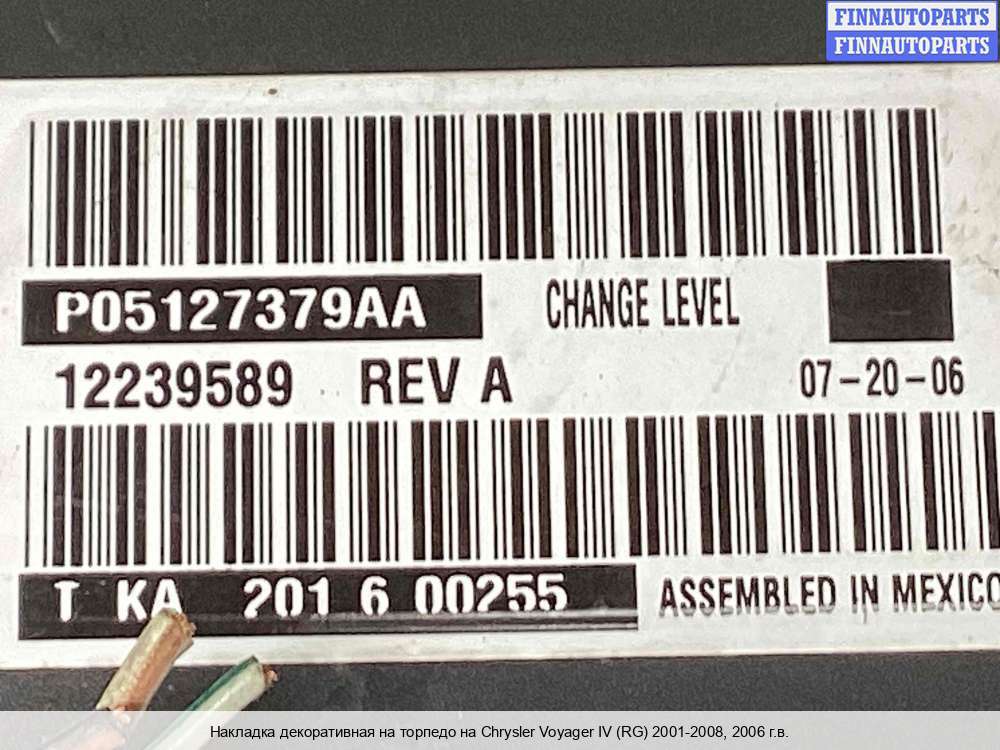 FINNAUTOPARTS
FINNAUTOPARTS
P05127379AA CHANGE LEVEL
12239589 REV A 07-20-06
T KA 201 6 00255 ASSEMBLED IN MEXICO
Накладка декоративная на торпедо на Chrysler Voyager IV (RG) 2001-2008, 2006 г.в.